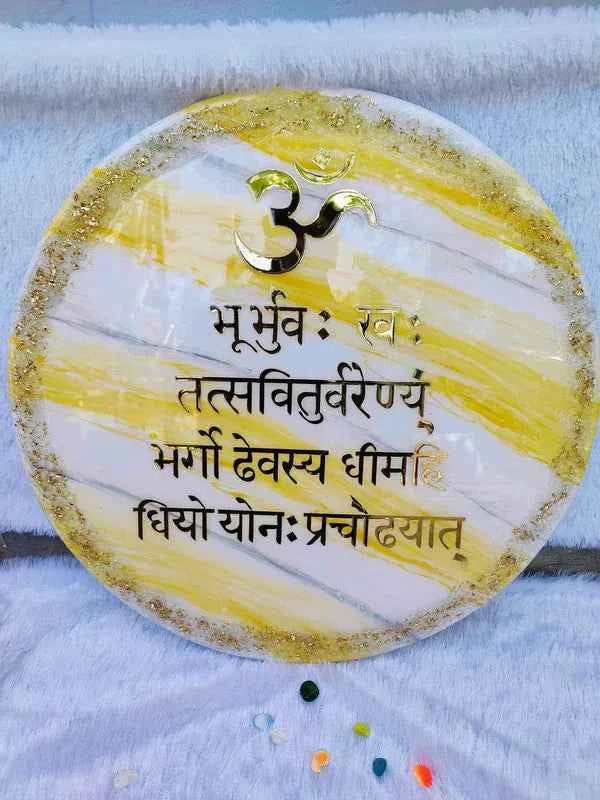 ॐ
भूर्भुवः स्वः
तत्सवितुर्वरेण्यं
भर्गो ढेवस्य धीमहि
धियो योनः प्रचौढयात्